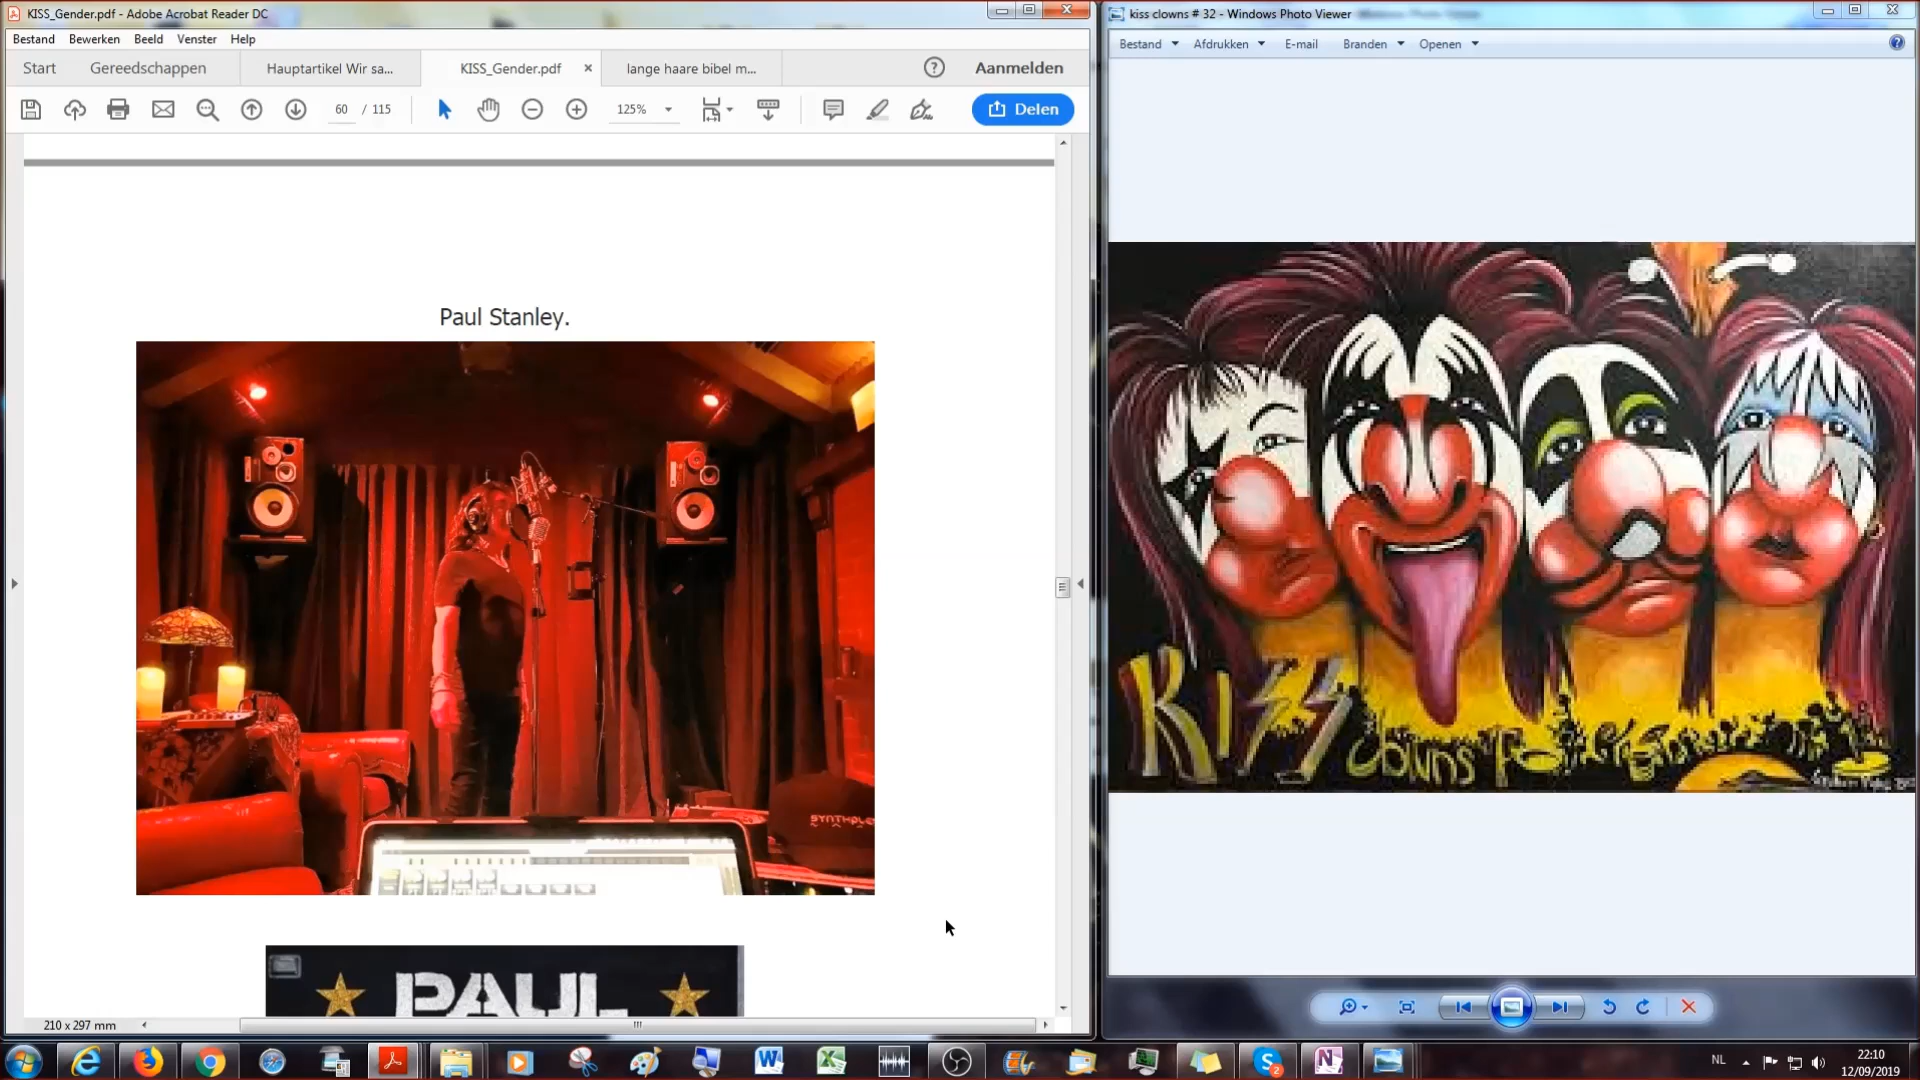 KISS_Gender.pdf - Adobe Acrobat Reader DC
Bestand Bewerken Beeld Venster Help
Start Gereedschappen Hauptartikel Wir sa... KISS_Gender.pdf lange haare bibel m... Aanmelden
60 / 115 125% Delen
Paul Stanley.
PAUL
210 x 297 mm
kiss clowns # 32 - Windows Photo Viewer
Bestand Afdrukken E-mail Branden Openen
KISS
NL
22:10
12/09/2019